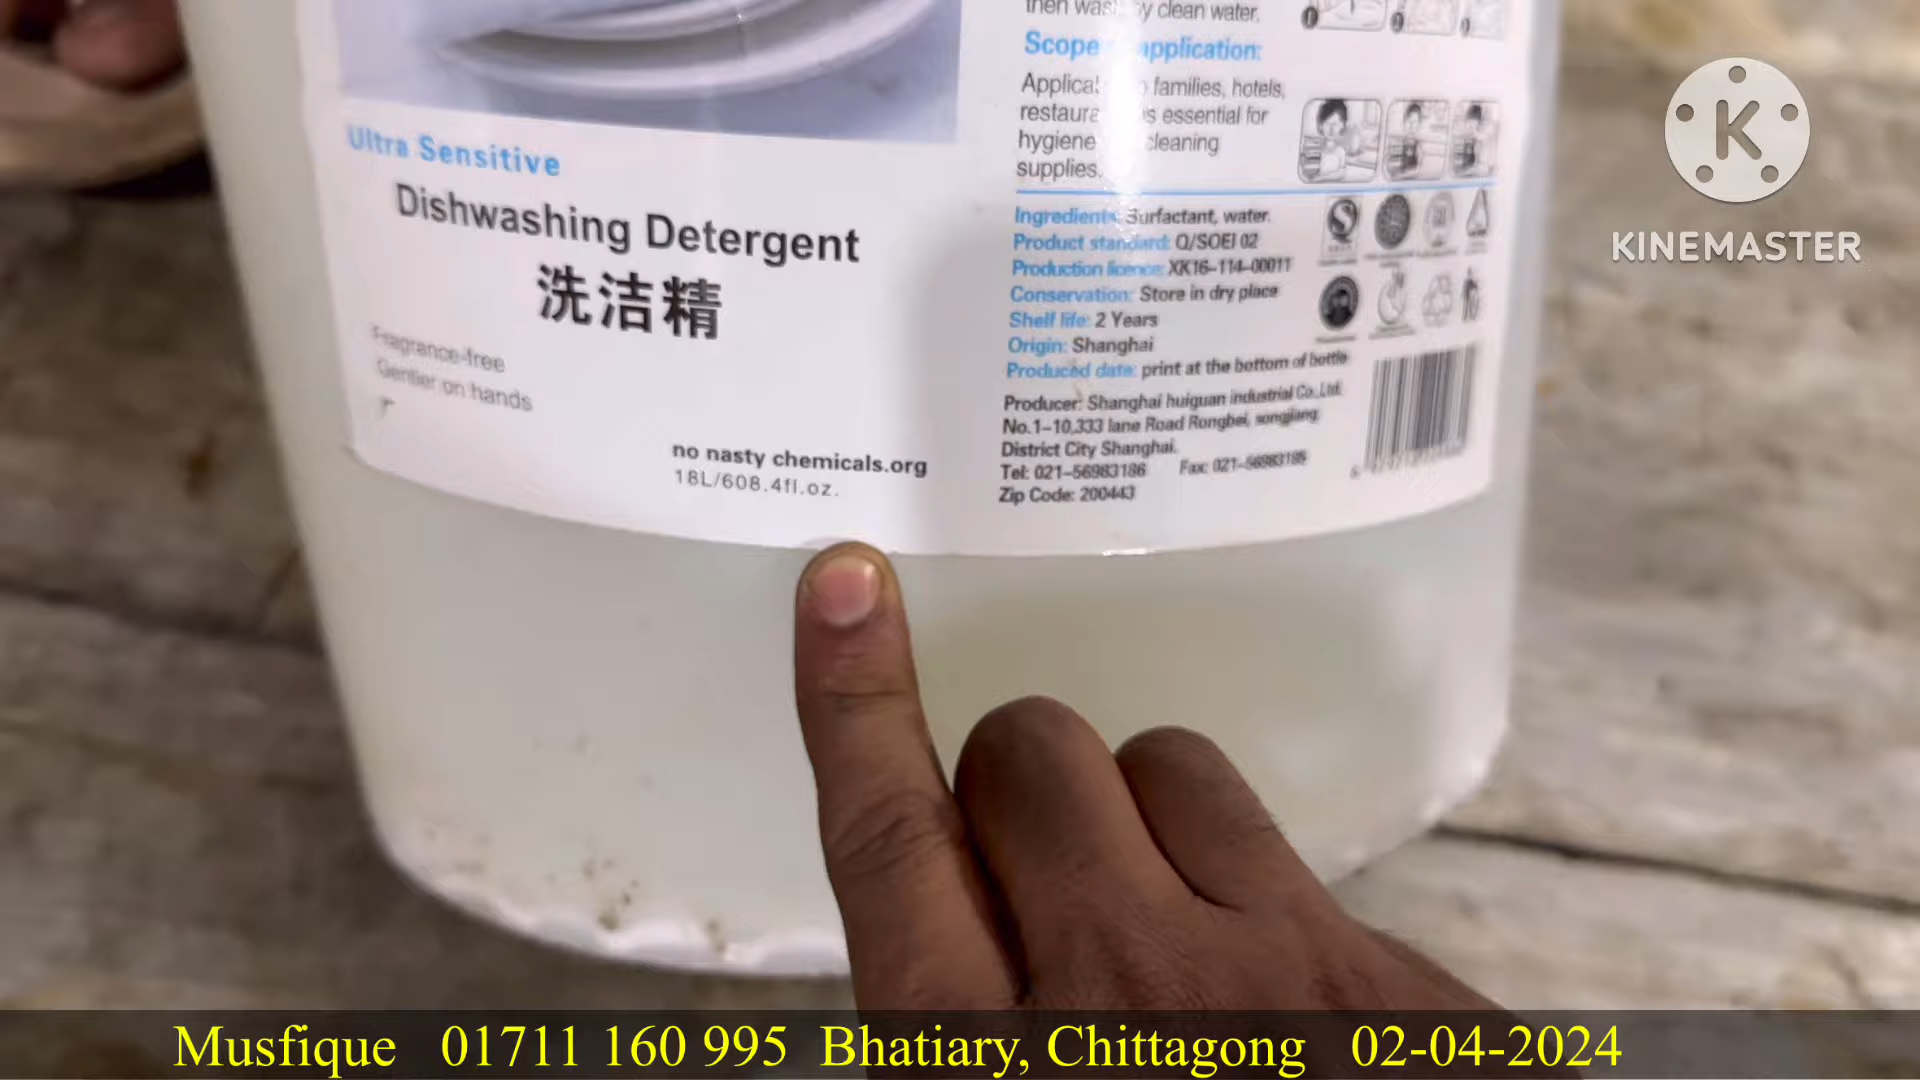 Ultra Sensitive
Dishwashing Detergent
洗洁精
Fragrance-free
Gentler on hands
no nasty chemicals.org
18L/608.4fl.oz.
then was y clean water.
Scope application:
families, hotels,
s essential for
hygiene cleaning
supplies.
Ingredients: Surfactant, water.
Product standard: Q/SOEI 02
Production licence: XK16-114-00011
Conservation: Store in dry place
Shelf life: 2 Years
Origin: Shanghai
Produced date: print at the bottom of bottle
Producer: Shanghai huiguan industrial Co.,Ltd.
No.1-10,333 lane Road Rongbei, songjiang
District City Shanghai.
Tel: 021-56983186 Fax: 021-56983185
Zip Code: 200443
K
KINEMASTER
Musfique 01711 160 995 Bhatiary, Chittagong 02-04-2024